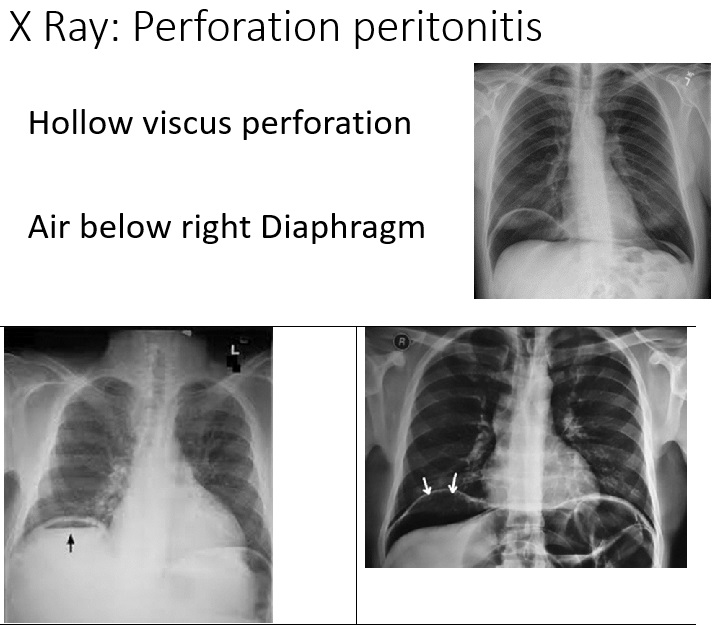 X Ray: Perforation peritonitis
Hollow viscus perforation
Air below right Diaphragm
L
R